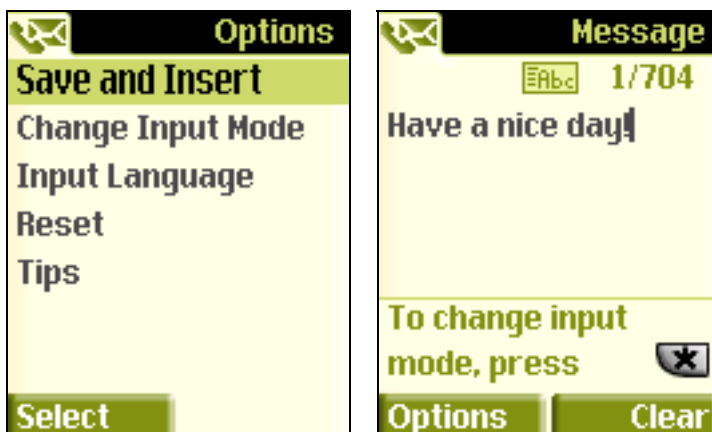 Options
Save and Insert
Change Input Mode
Input Language
Reset
Tips
Select
Message
Abc 1/704
Have a nice day!
To change input
mode, press *
Options Clear